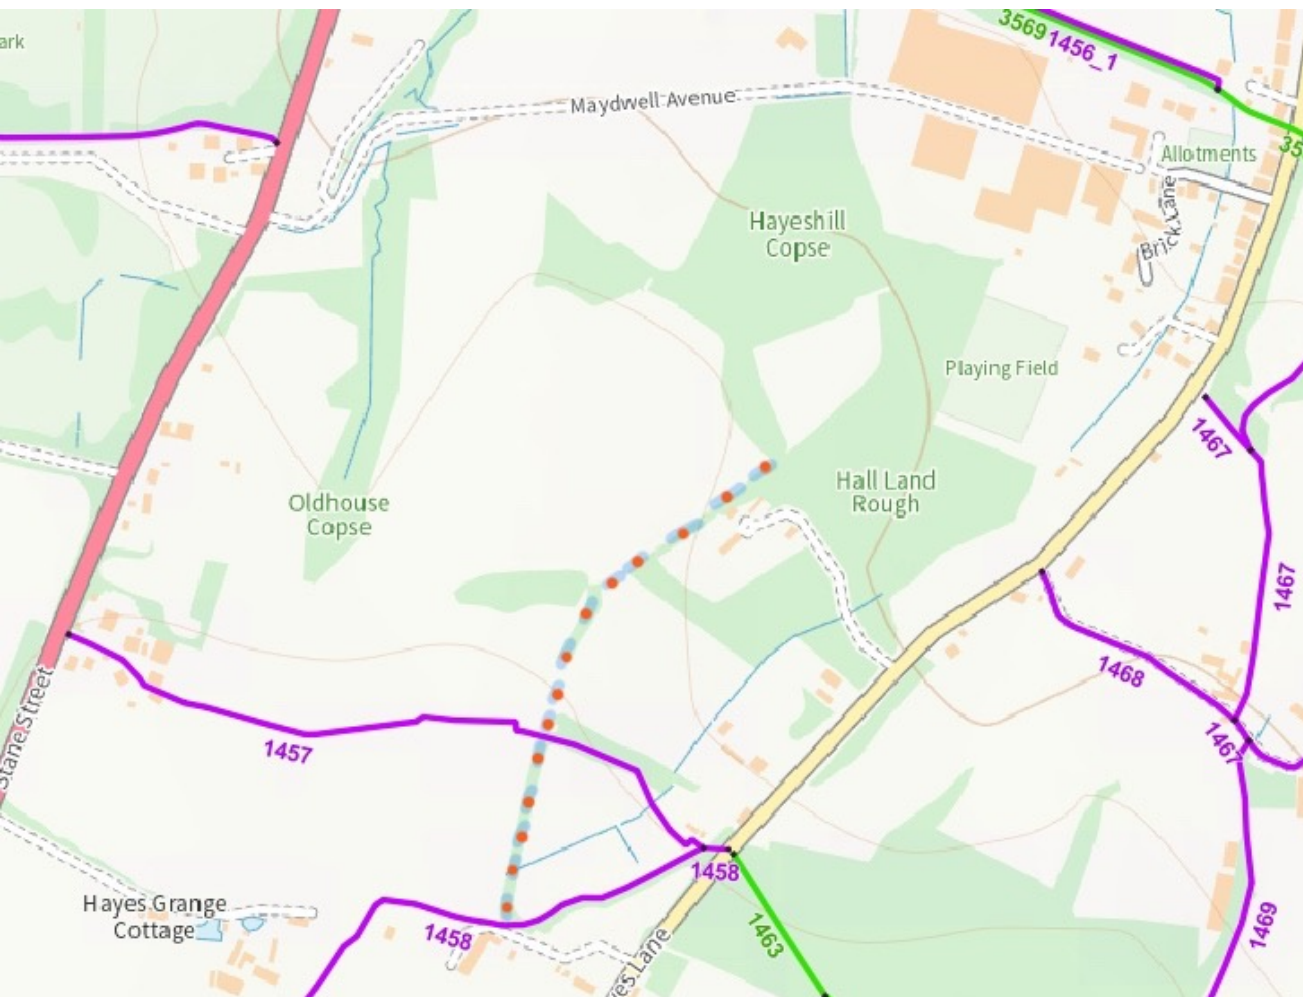 3569
1456_1
ark
Maydwell Avenue
Allotments
35
Brick Lane
Hayeshill
Copse
Playing Field
1467
Hall Land
Rough
Oldhouse
Copse
1467
1468
Stane Street
1457
1467
1458
Hayes Grange
Cottage
1458
1463
1469
yes Lane